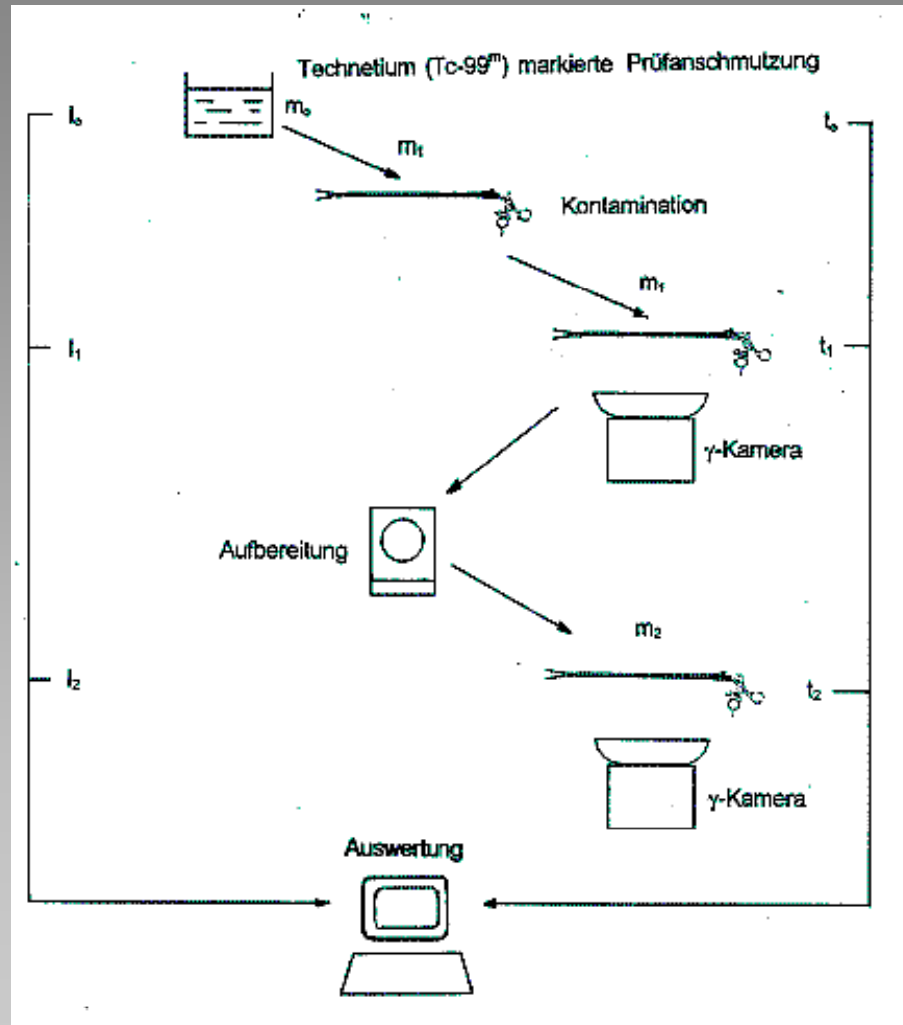 Technetium (Tc-99ᵐ) markierte Prüfanschmutzung
I₀ m₀ t₀
m₁
Kontamination
m₁
I₁ t₁
γ-Kamera
Aufbereitung
m₂
I₂ t₂
γ-Kamera
Auswertung